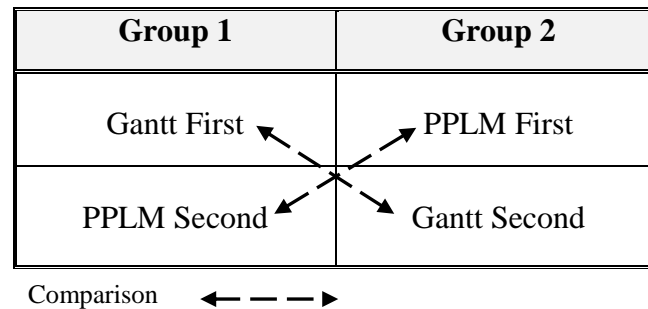 Group 1 Group 2
Gantt First PPLM First
PPLM Second Gantt Second
Comparison